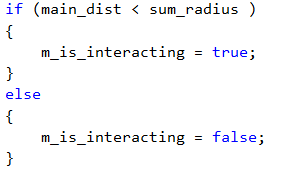 if (main_dist < sum_radius )
{
    m_is_interacting = true;
}
else
{
    m_is_interacting = false;
}